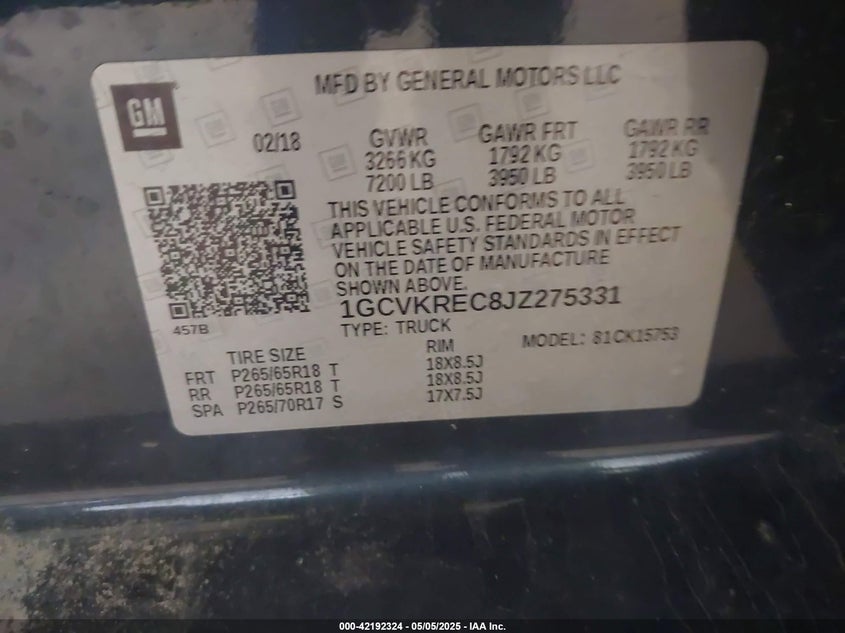 GM
MFD BY GENERAL MOTORS LLC
02/18 GVWR GAWR FRT GAWR RR
3266 KG 1792 KG 1792 KG
7200 LB 3950 LB 3950 LB
THIS VEHICLE CONFORMS TO ALL
APPLICABLE U.S. FEDERAL MOTOR
VEHICLE SAFETY STANDARDS IN EFFECT
ON THE DATE OF MANUFACTURE
SHOWN ABOVE.
1GCVKREC8JZ275331
457B
TYPE: TRUCK
MODEL: 81CK15753
TIRE SIZE RIM
FRT P265/65R18 T 18X8.5J
RR P265/65R18 T 18X8.5J
SPA P265/70R17 S 17X7.5J
000-42192324 - 05/05/2025 - IAA Inc.